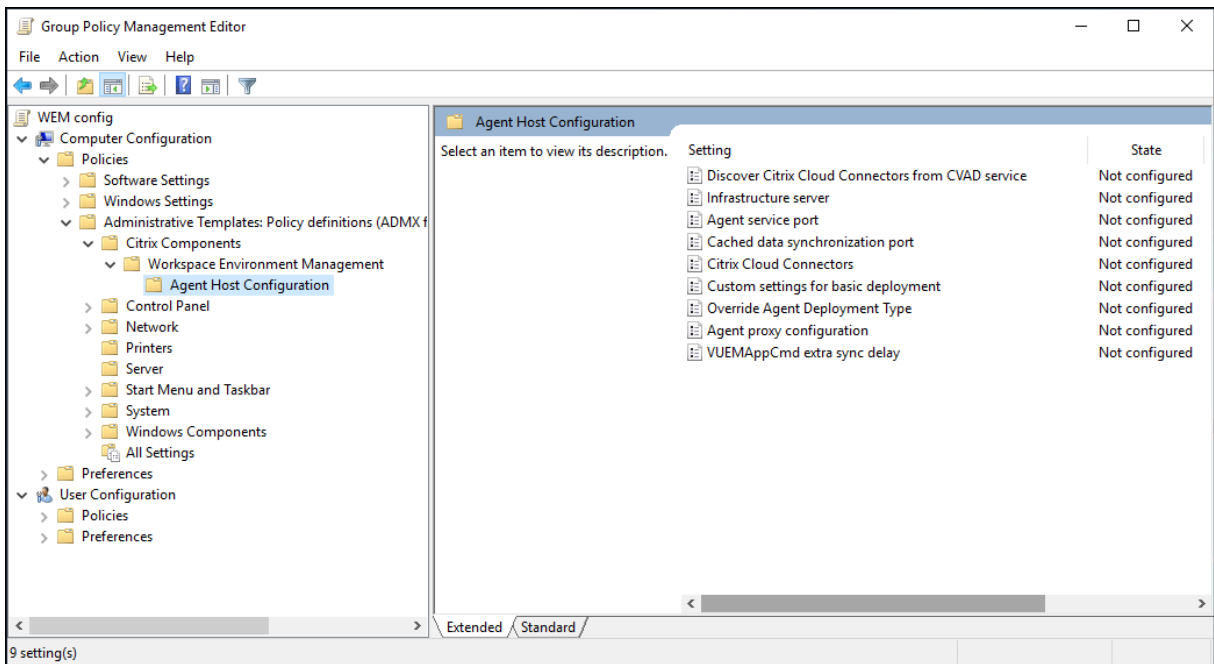 Group Policy Management Editor
File Action View Help
WEM config
Computer Configuration
Policies
Software Settings
Windows Settings
Administrative Templates: Policy definitions (ADMX f
Citrix Components
Workspace Environment Management
Agent Host Configuration
Control Panel
Network
Printers
Server
Start Menu and Taskbar
System
Windows Components
All Settings
Preferences
User Configuration
Policies
Preferences
Agent Host Configuration
Select an item to view its description.
Setting State
Discover Citrix Cloud Connectors from CVAD service Not configured
Infrastructure server Not configured
Agent service port Not configured
Cached data synchronization port Not configured
Citrix Cloud Connectors Not configured
Custom settings for basic deployment Not configured
Override Agent Deployment Type Not configured
Agent proxy configuration Not configured
VUEMAppCmd extra sync delay Not configured
Extended Standard
9 setting(s)